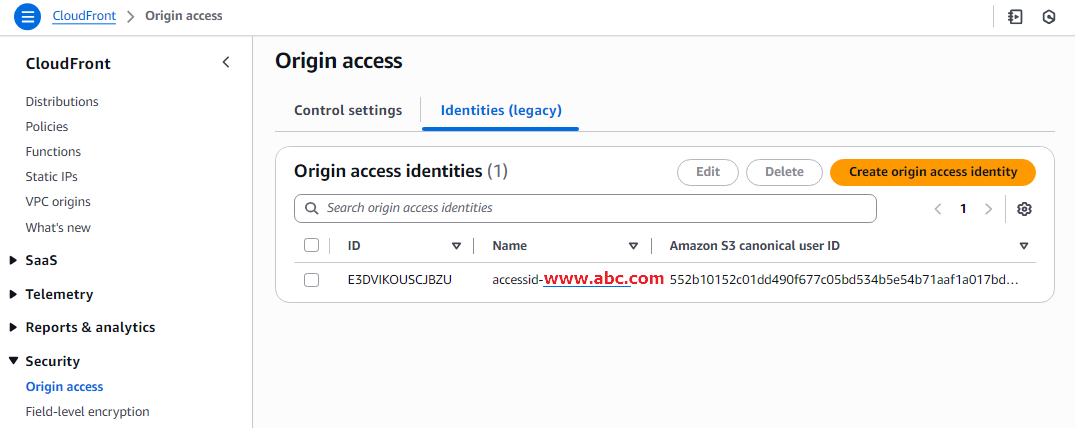 CloudFront > Origin access
CloudFront
Distributions
Policies
Functions
Static IPs
VPC origins
What's new
SaaS
Telemetry
Reports & analytics
Security
Origin access
Field-level encryption
Origin access
Control settings Identities (legacy)
Origin access identities (1) Edit Delete Create origin access identity
Search origin access identities 1
ID Name Amazon S3 canonical user ID
E3DVIKOUSCJBZU accessid-www.abc.com 552b10152c01dd490f677c05bd534b5e54b71aaf1a017bd...